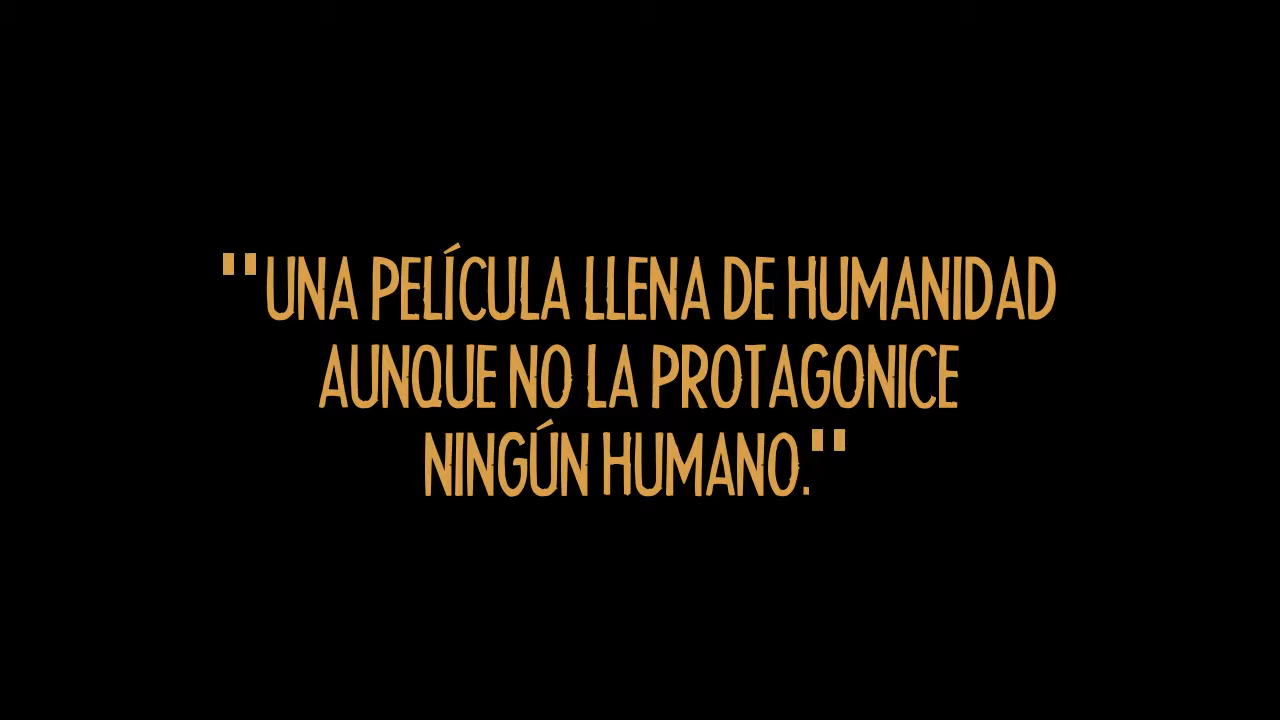 "UNA PELÍCULA LLENA DE HUMANIDAD
AUNQUE NO LA PROTAGONICE
NINGÚN HUMANO."